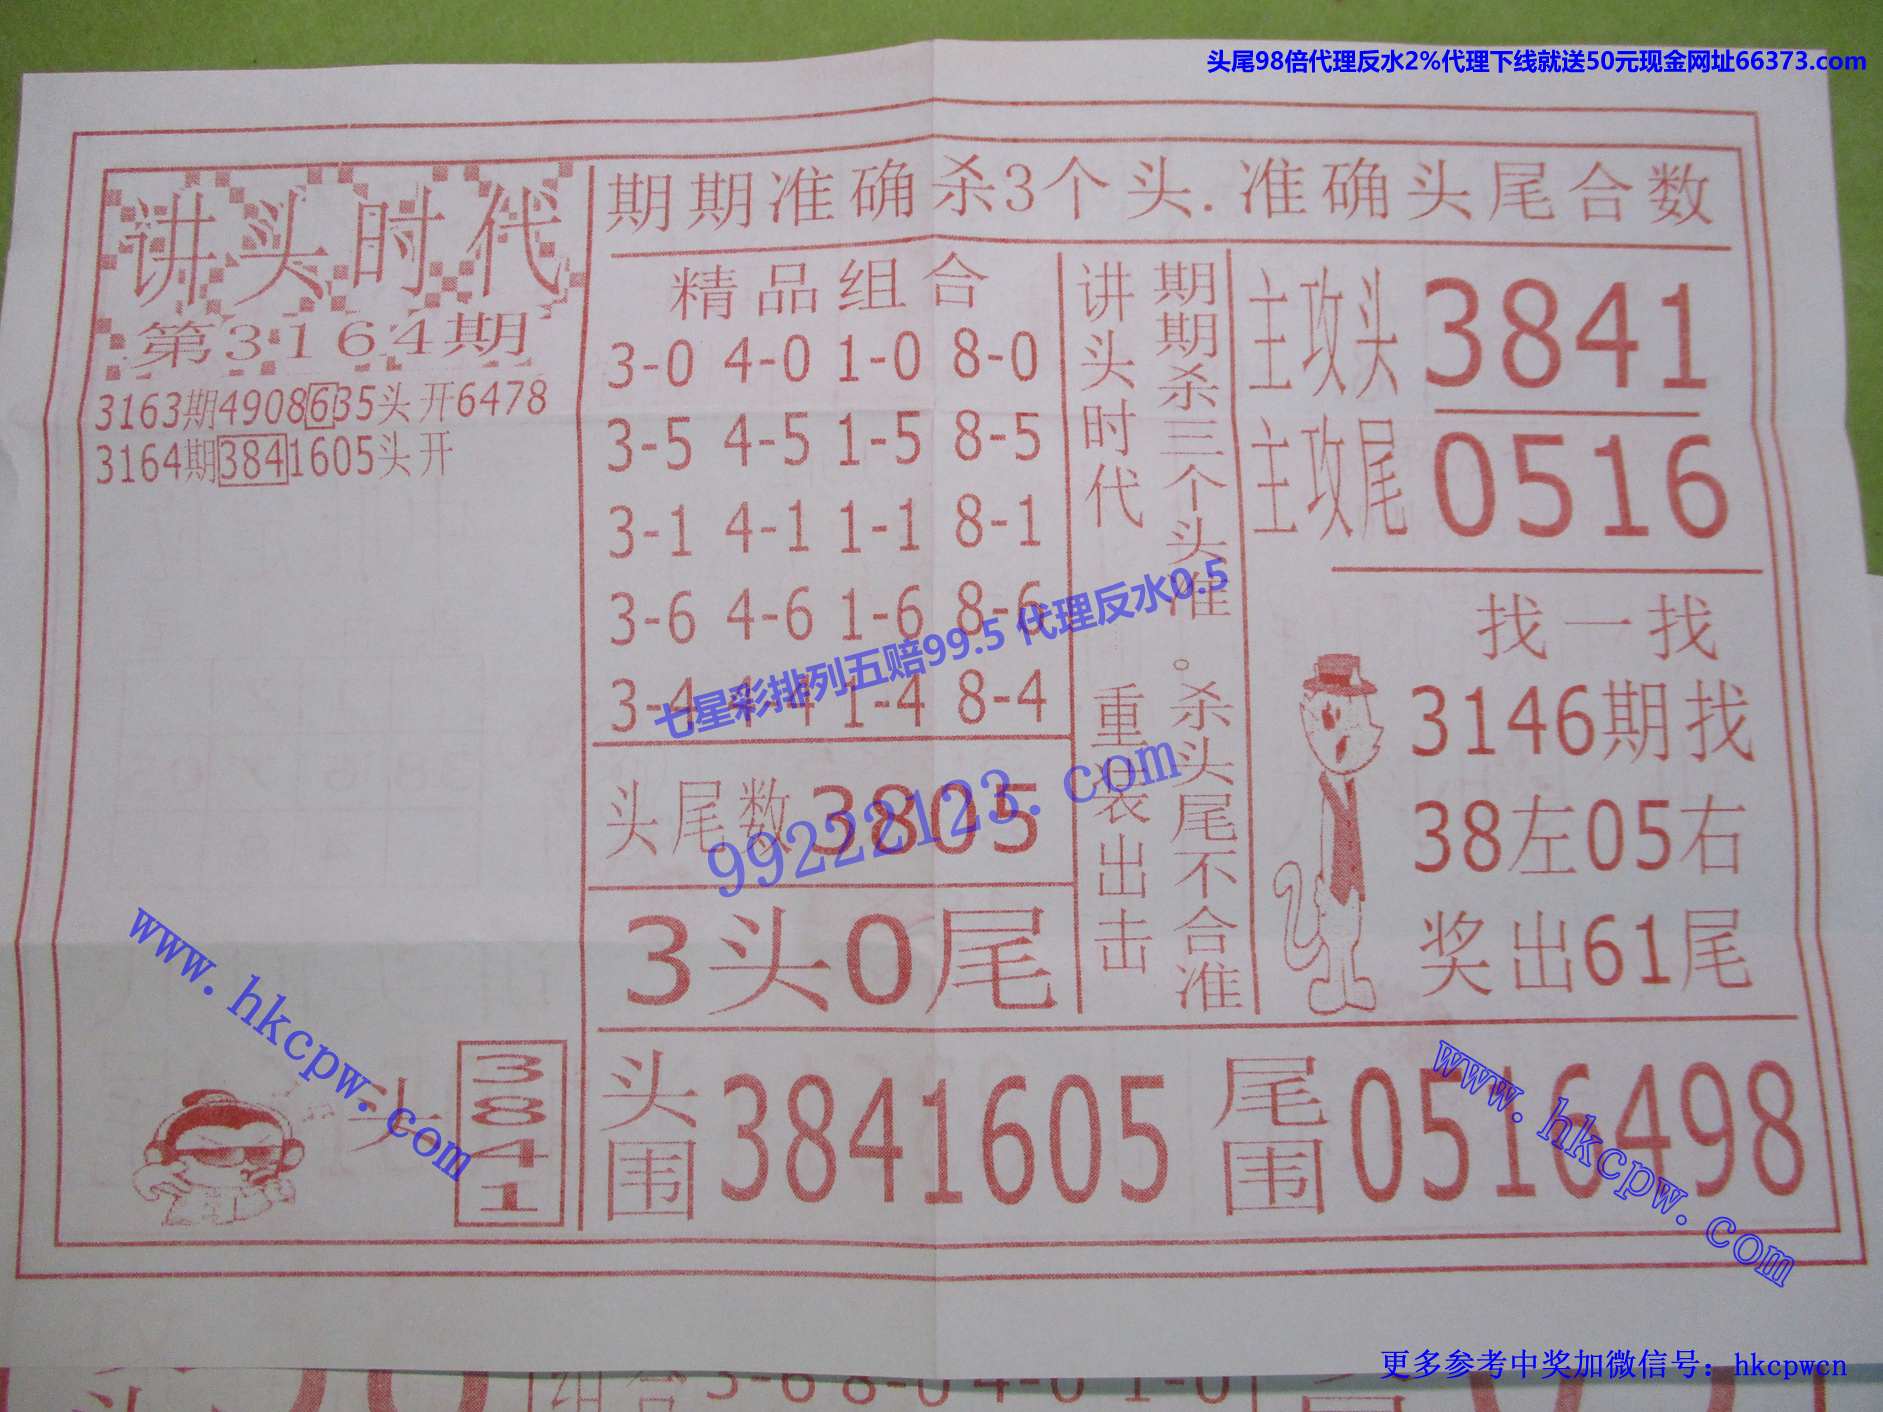 头尾98倍代理反水2%代理下线就送50元现金网址66373.com
讲头时代
第3164期
3163期4908635头开6478
3164期3841605头开
期期准确杀3个头.准确头尾合数
精品组合
3-0 4-0 1-0 8-0
3-5 4-5 1-5 8-5
3-1 4-1 1-1 8-1
3-6 4-6 1-6 8-6
3-4 4-4 1-4 8-4
头尾数3805
3头0尾
讲头时代 重装出击
期期杀三个头准。杀头尾不合准
主攻头 3841
主攻尾 0516
找一找
3146期找
38左05右
奖出61尾
头
3841
头围3841605 尾围0516498
七星彩排列五赔99.5 代理反水0.5
99222123.com
www.hkcpw.com
www.hkcpw.com
更多参考中奖加微信号：hkcpwcn